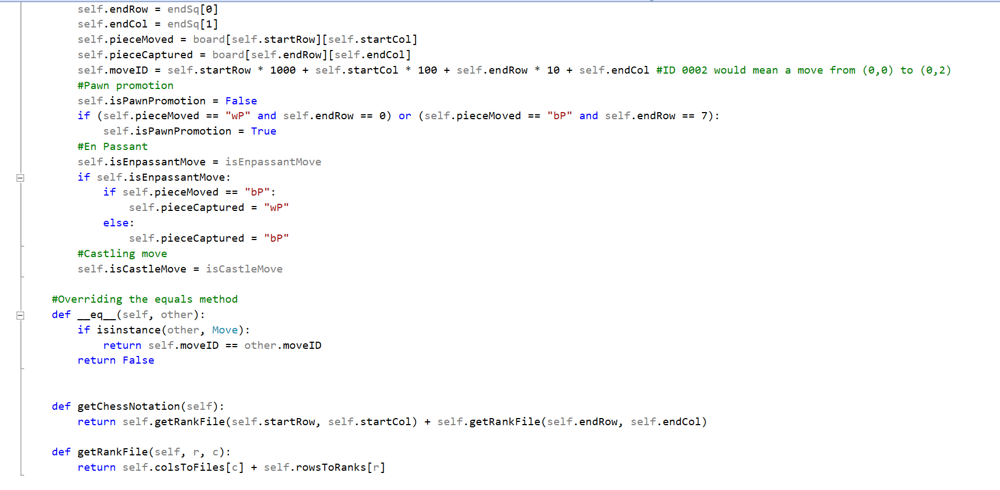 self.endRow = endSq[0]
self.endCol = endSq[1]
self.pieceMoved = board[self.startRow][self.startCol]
self.pieceCaptured = board[self.endRow][self.endCol]
self.moveID = self.startRow * 1000 + self.startCol * 100 + self.endRow * 10 + self.endCol #ID 0002 would mean a move from (0,0) to (0,2)
#Pawn promotion
self.isPawnPromotion = False
if (self.pieceMoved == "wP" and self.endRow == 0) or (self.pieceMoved == "bP" and self.endRow == 7):
self.isPawnPromotion = True
#En Passant
self.isEnpassantMove = isEnpassantMove
if self.isEnpassantMove:
if self.pieceMoved == "bP":
self.pieceCaptured = "wP"
else:
self.pieceCaptured = "bP"
#Castling move
self.isCastleMove = isCastleMove
#Overriding the equals method
def __eq__(self, other):
if isinstance(other, Move):
return self.moveID == other.moveID
return False
def getChessNotation(self):
return self.getRankFile(self.startRow, self.startCol) + self.getRankFile(self.endRow, self.endCol)
def getRankFile(self, r, c):
return self.colsToFiles[c] + self.rowsToRanks[r]